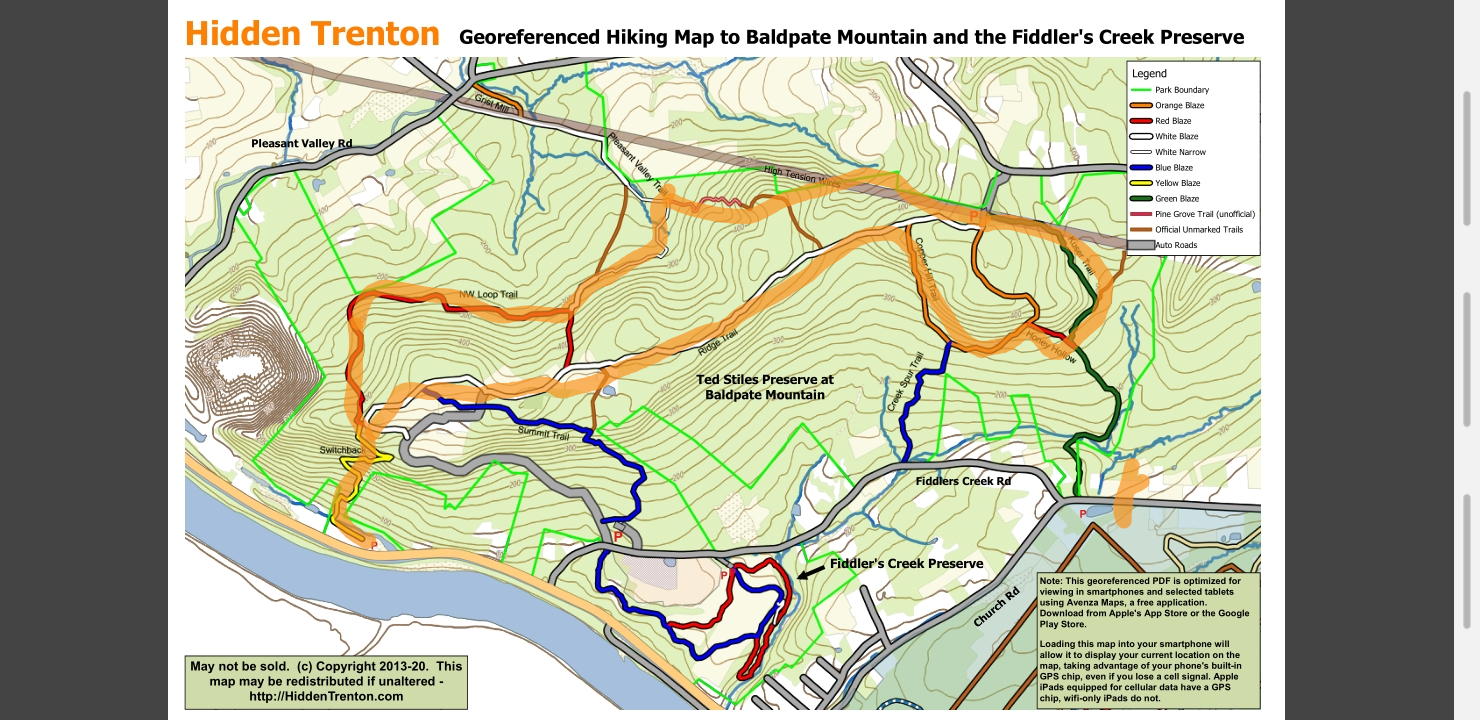 Hidden Trenton
Georeferenced Hiking Map to Baldpate Mountain and the Fiddler's Creek Preserve
Legend
Park Boundary
Orange Blaze
Red Blaze
White Blaze
White Narrow
Blue Blaze
Yellow Blaze
Green Blaze
Pine Grove Trail (unofficial)
Official Unmarked Trails
Auto Roads
Grist Mill
Pleasant Valley Rd
Pleasant Valley Trail
High Tension Wires
P
Kuser Trail
Copper Hill Trail
NW Loop Trail
Ridge Trail
Honey Hollow
Ted Stiles Preserve at
Baldpate Mountain
Creek Spur Trail
Summit Trail
Switchback
Fiddlers Creek Rd
P
P
P
P
Fiddler's Creek Preserve
Church Rd
Note: This georeferenced PDF is optimized for
viewing in smartphones and selected tablets
using Avenza Maps, a free application.
Download from Apple's App Store or the Google
Play Store.
Loading this map into your smartphone will
allow it to display your current location on the
map, taking advantage of your phone's built-in
GPS chip, even if you lose a cell signal. Apple
iPads equipped for cellular data have a GPS
chip, wifi-only iPads do not.
May not be sold. (c) Copyright 2013-20. This
map may be redistributed if unaltered -
http://HiddenTrenton.com